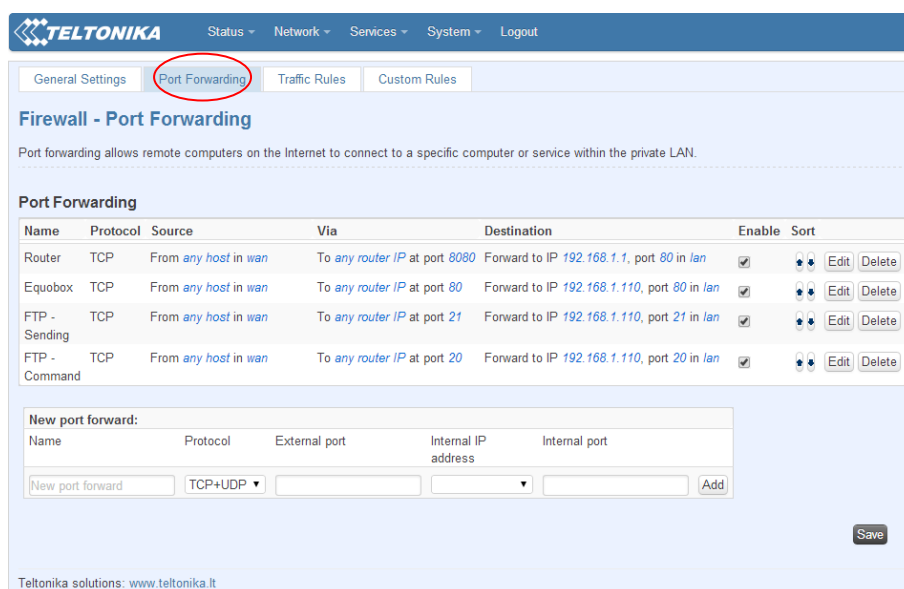 TELTONIKA Status Network Services System Logout
General Settings Port Forwarding Traffic Rules Custom Rules
Firewall - Port Forwarding
Port forwarding allows remote computers on the Internet to connect to a specific computer or service within the private LAN.
Port Forwarding
Name Protocol Source Via Destination Enable Sort
Router TCP From any host in wan To any router IP at port 8080 Forward to IP 192.168.1.1, port 80 in lan Edit Delete
Equobox TCP From any host in wan To any router IP at port 80 Forward to IP 192.168.1.110, port 80 in lan Edit Delete
FTP - TCP From any host in wan To any router IP at port 21 Forward to IP 192.168.1.110, port 21 in lan Edit Delete
Sending
FTP - TCP From any host in wan To any router IP at port 20 Forward to IP 192.168.1.110, port 20 in lan Edit Delete
Command
New port forward:
Name Protocol External port Internal IP Internal port
address
New port forward TCP+UDP Add
Save
Teltonika solutions: www.teltonika.lt